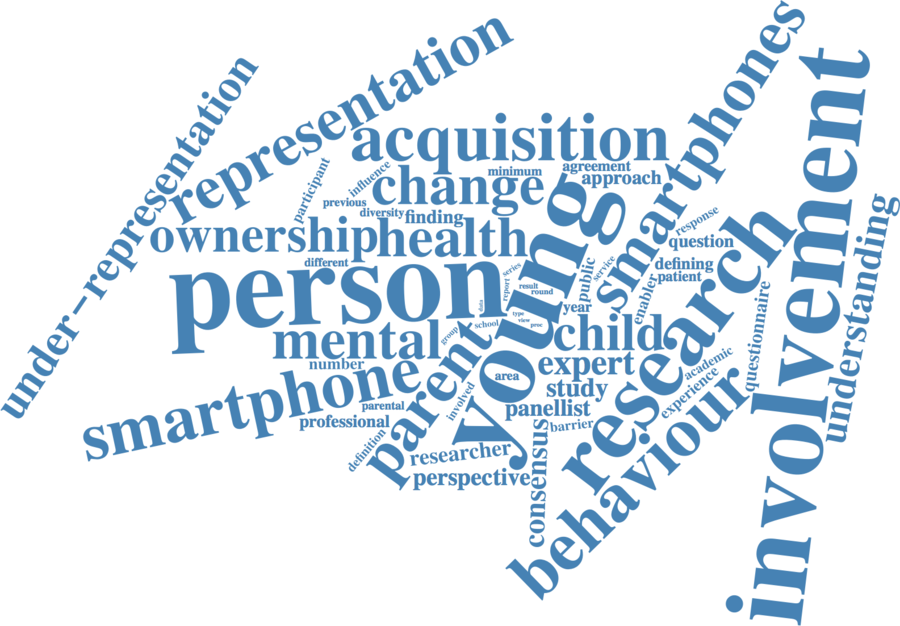 under-representation
representation
smartphones
involvement
acquisition
participant
influence
minimum
agreement
change
approach
previous
diversity
finding
ownership
health
young
response
question
understanding
different
person
series
report
result
round
data
public
service
defining
patient
enabler
year
research
type
view
proc
school
group
mental
child
questionnaire
number
parent
expert
academic
smartphone
area
study
experience
parental
involved
panellist
professional
barrier
behaviour
definition
researcher
consensus
perspective